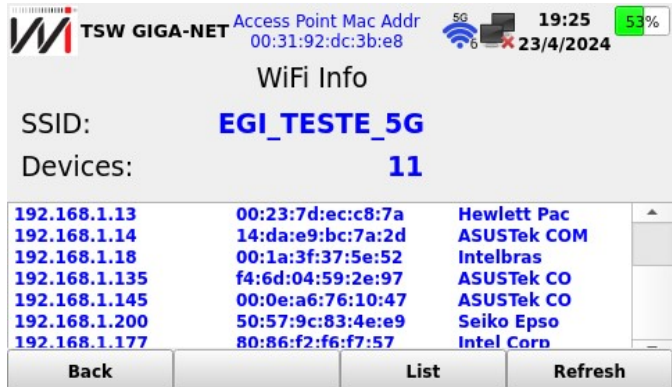 TSW GIGA-NET
Access Point Mac Addr
00:31:92:dc:3b:e8
5G
6
19:25
23/4/2024
53%
WiFi Info
SSID: EGI_TESTE_5G
Devices: 11
192.168.1.13 00:23:7d:ec:c8:7a Hewlett Pac
192.168.1.14 14:da:e9:bc:7a:2d ASUSTek COM
192.168.1.18 00:1a:3f:37:5e:52 Intelbras
192.168.1.135 f4:6d:04:59:2e:97 ASUSTek CO
192.168.1.145 00:0e:a6:76:10:47 ASUSTek CO
192.168.1.200 50:57:9c:83:4e:e9 Seiko Epso
192.168.1.177 80:86:f2:f6:f7:57 Intel Corp
Back List Refresh